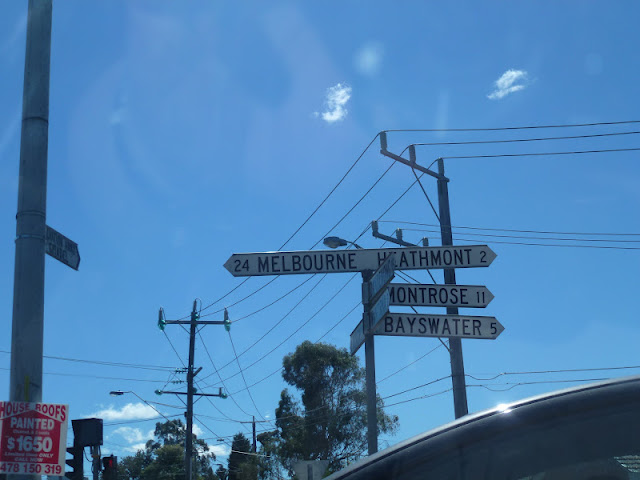 24 MELBOURNE HEATHMONT 2
MONTROSE 11
BAYSWATER 5
HOUSE ROOFS
PAINTED
$1650
478 150 319